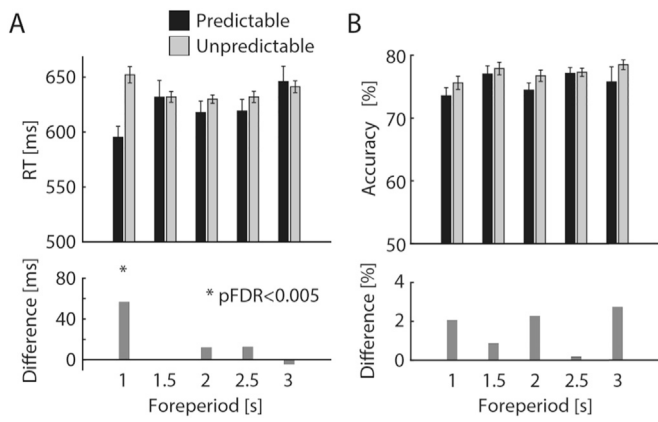 A
Predictable
Unpredictable
B
RT [ms]
650
600
550
500
Accuracy [%]
80
70
60
50
Difference [ms]
80
40
0
*
* pFDR<0.005
1 1.5 2 2.5 3
Foreperiod [s]
Difference [%]
4
2
0
1 1.5 2 2.5 3
Foreperiod [s]